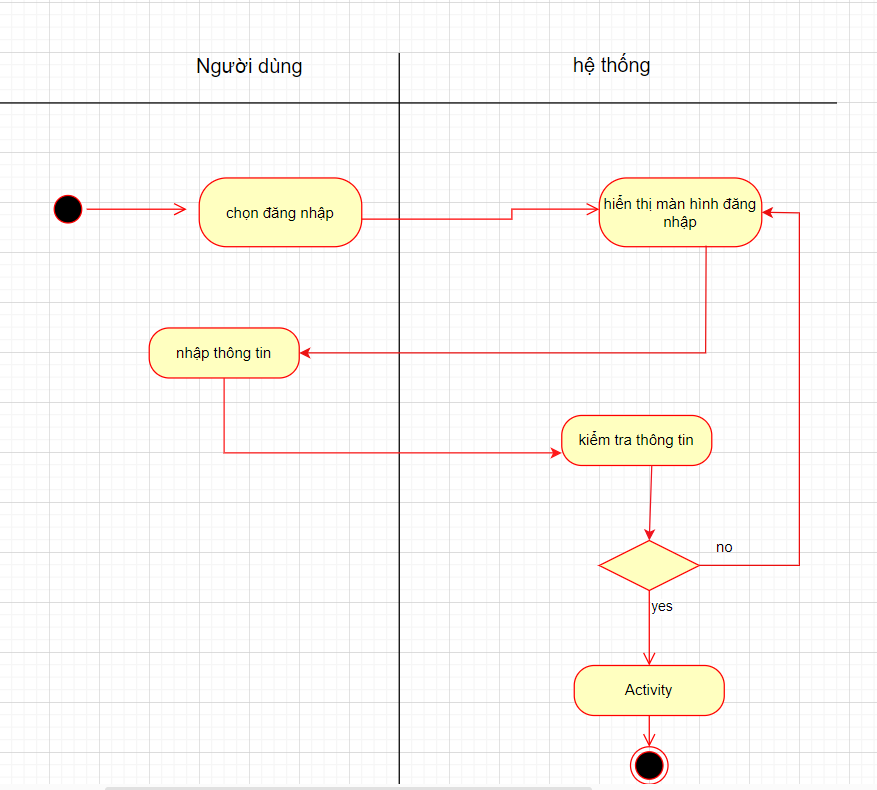 Người dùng
hệ thống
chọn đăng nhập
hiển thị màn hình đăng
nhập
nhập thông tin
kiểm tra thông tin
no
yes
Activity